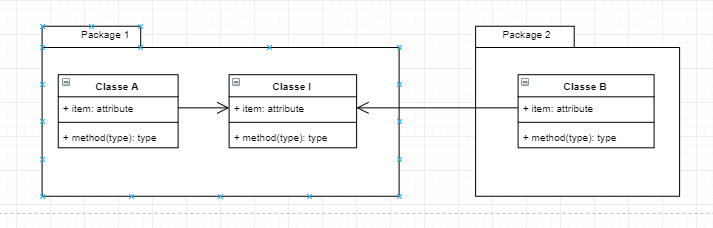 Package 1
Package 2
Classe A
Classe I
Classe B
+ item: attribute
+ item: attribute
+ item: attribute
+ method(type): type
+ method(type): type
+ method(type): type